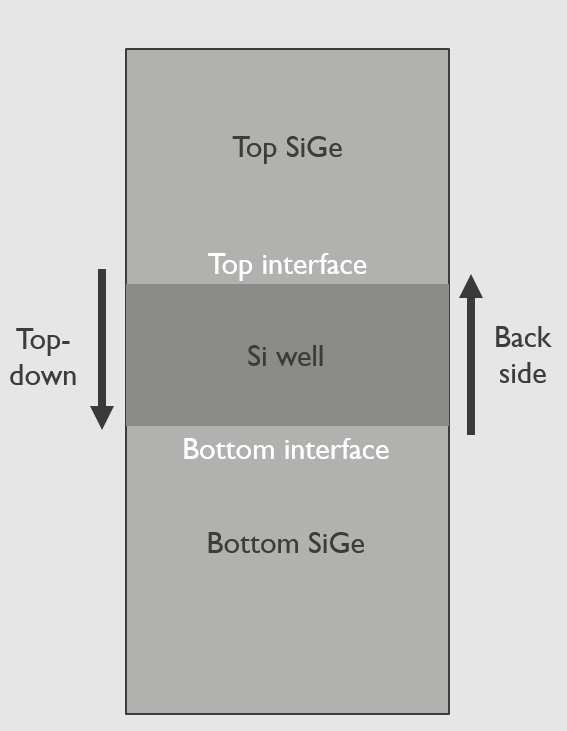 Top SiGe
Top interface
Top-
down
Si well
Back
side
Bottom interface
Bottom SiGe